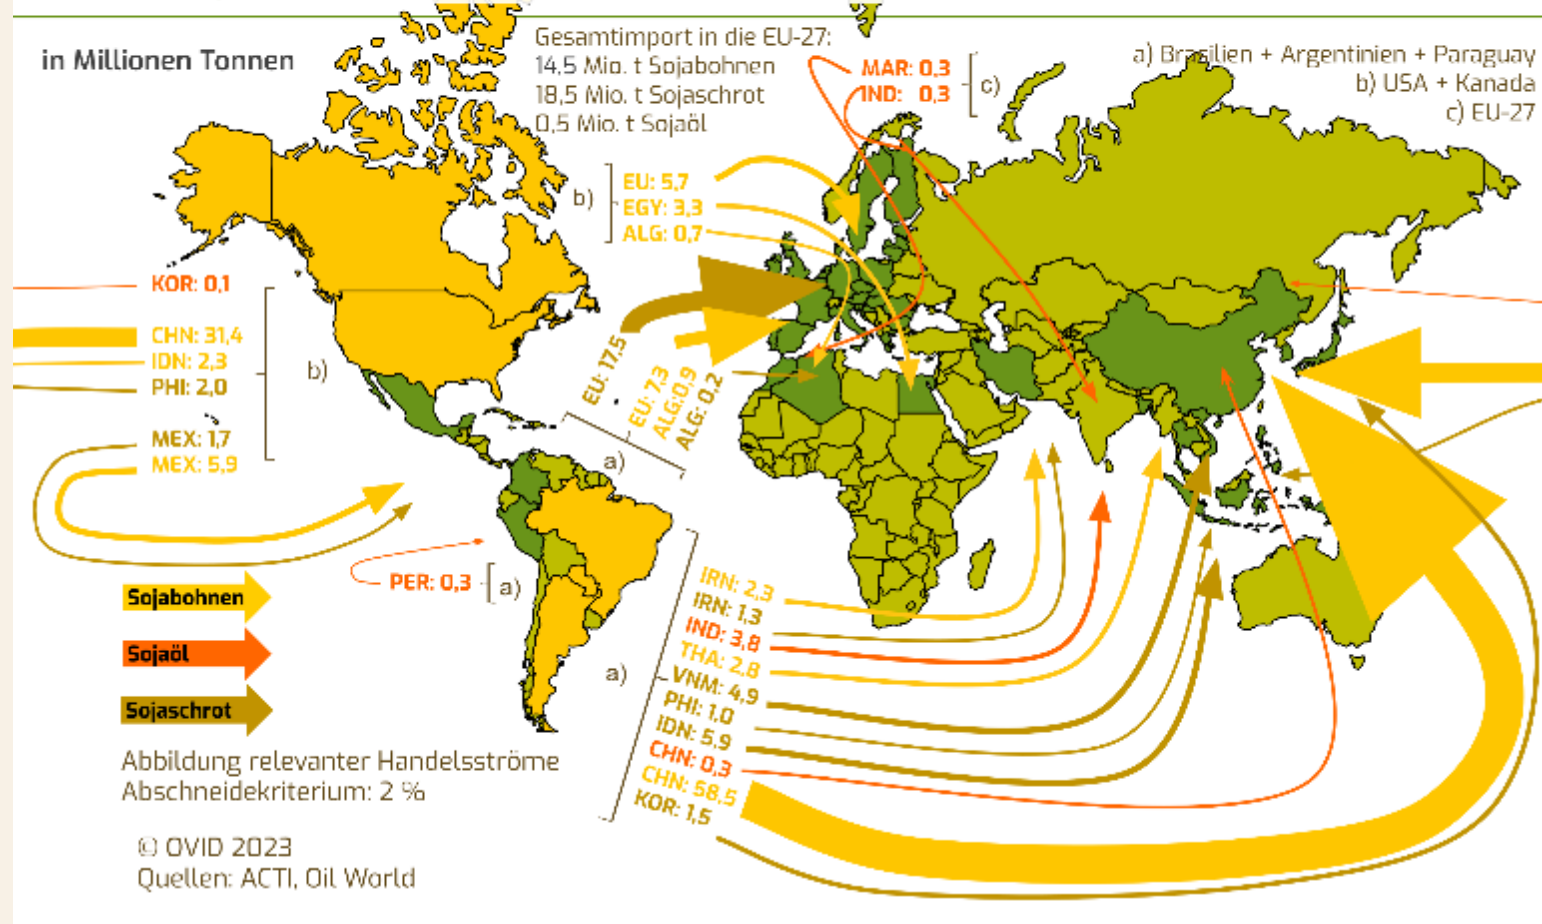 in Millionen Tonnen
Gesamtimport in die EU-27:
14,5 Mio. t Sojabohnen
18,5 Mio. t Sojaschrot
0,5 Mio. t Sojaöl
MAR: 0,3
IND: 0,3
c)
a) Brasilien + Argentinien + Paraguay
b) USA + Kanada
c) EU-27
b)
EU: 5,7
EGY: 3,3
ALG: 0,7
KOR: 0,1
CHN: 31,4
IDN: 2,3
PHI: 2,0
MEX: 1,7
MEX: 5,9
b)
EU: 17,5
EU: 7,3
ALG:0,9
ALG: 0,2
a)
PER: 0,3
a)
IRN: 2,3
IRN: 1,3
IND: 3,8
THA: 2,8
VNM: 4,9
PHI: 1,0
IDN: 5,9
CHN: 0,3
CHN: 58,5
KOR: 1,5
a)
Sojabohnen
Sojaöl
Sojaschrot
Abbildung relevanter Handelsströme
Abschneidekriterium: 2 %
© OVID 2023
Quellen: ACTI, Oil World